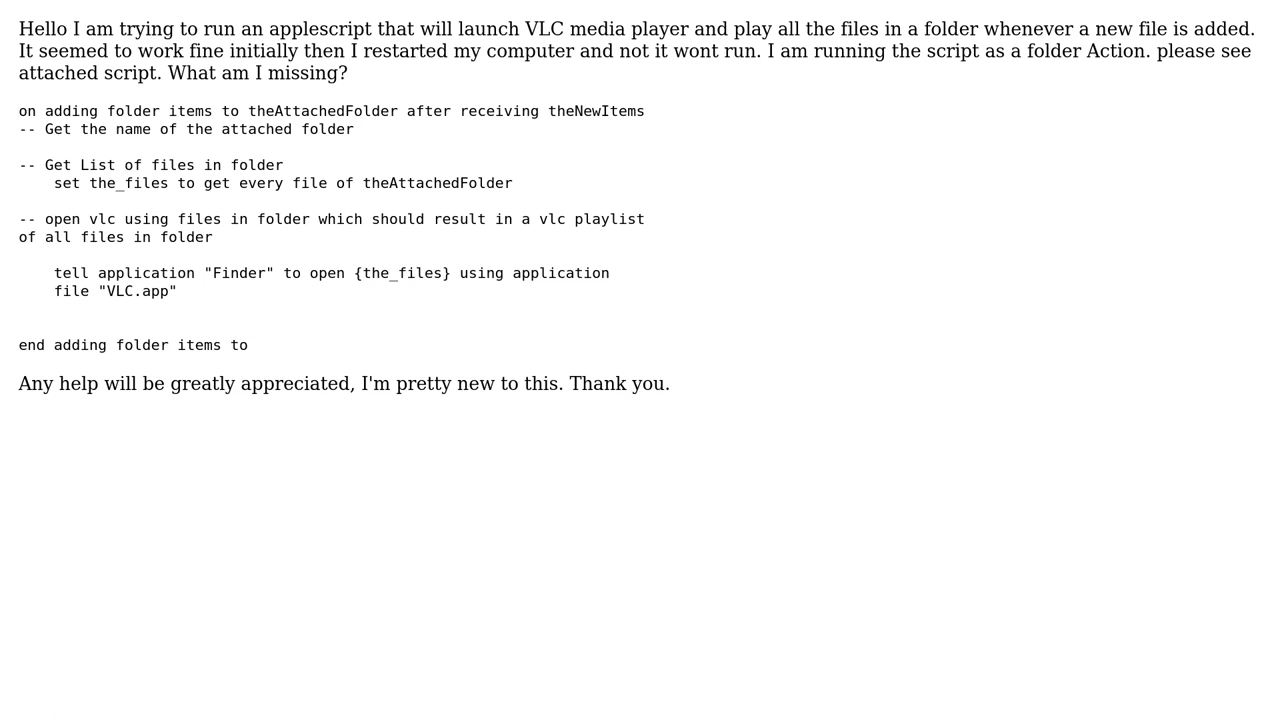 Hello I am trying to run an applescript that will launch VLC media player and play all the files in a folder whenever a new file is added.
It seemed to work fine initially then I restarted my computer and not it wont run. I am running the script as a folder Action. please see
attached script. What am I missing?
on adding folder items to theAttachedFolder after receiving theNewItems
-- Get the name of the attached folder
-- Get List of files in folder
set the_files to get every file of theAttachedFolder
-- open vlc using files in folder which should result in a vlc playlist
of all files in folder
tell application "Finder" to open {the_files} using application
file "VLC.app"
end adding folder items to
Any help will be greatly appreciated, I'm pretty new to this. Thank you.